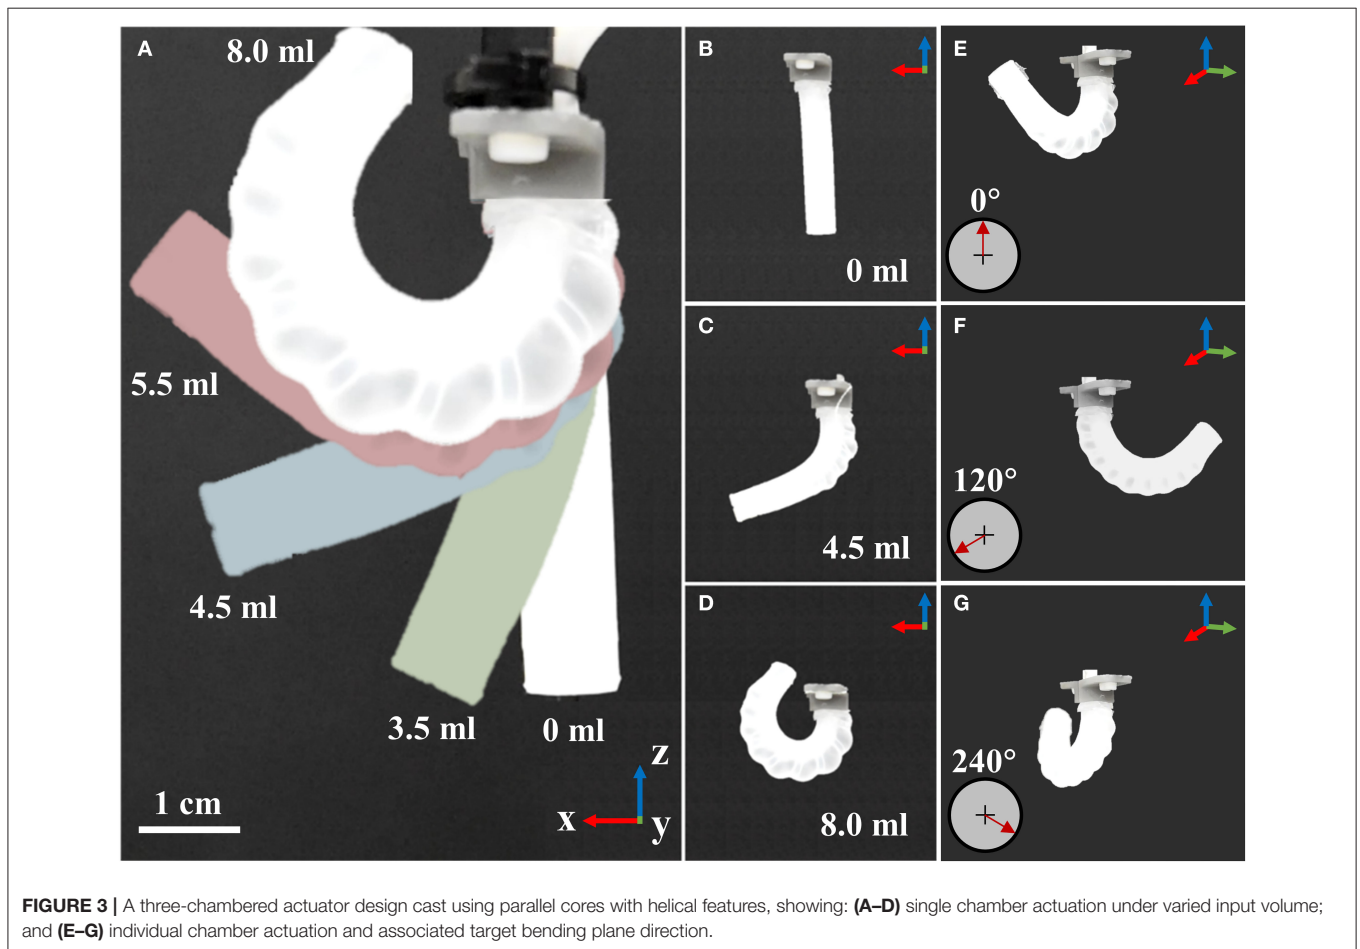 A
8.0 ml
5.5 ml
4.5 ml
3.5 ml
0 ml
z
x
y
1 cm
B
0 ml
C
4.5 ml
D
8.0 ml
E
0°
F
120°
G
240°
FIGURE 3 | A three-chambered actuator design cast using parallel cores with helical features, showing: (A–D) single chamber actuation under varied input volume;
and (E–G) individual chamber actuation and associated target bending plane direction.